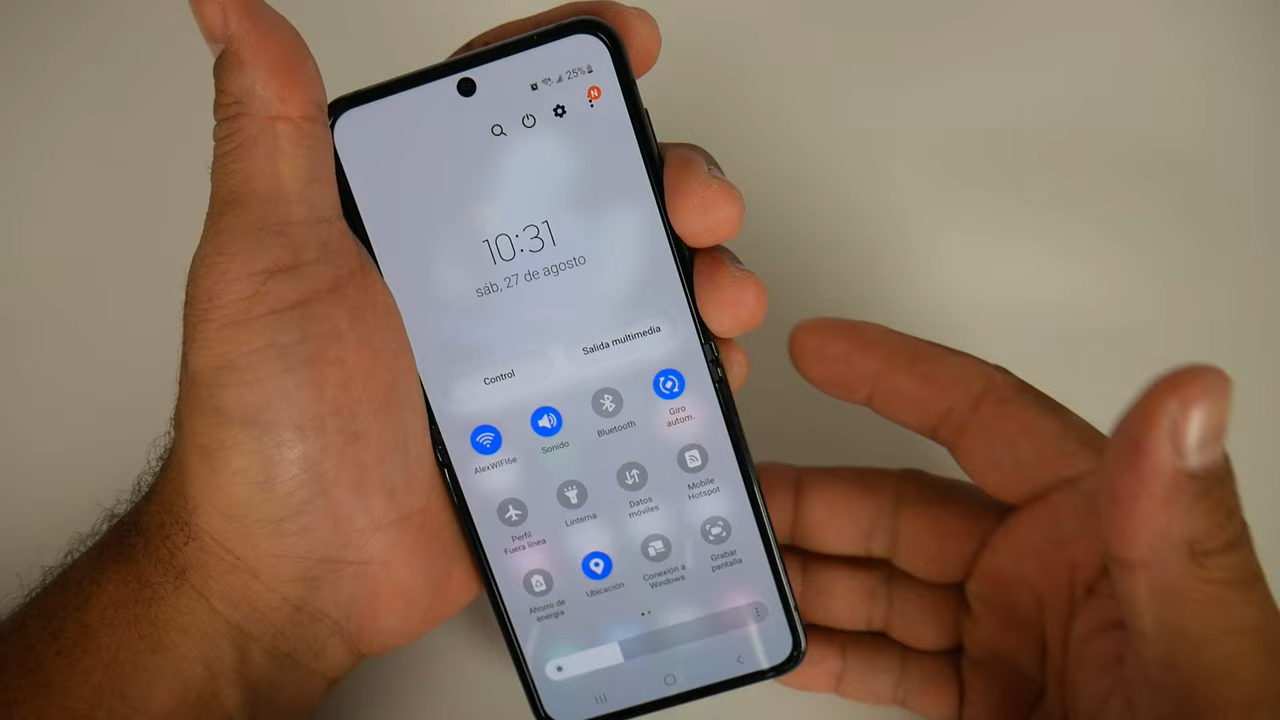 25%
N
10:31
sáb, 27 de agosto
Control
Salida multimedia
AlexWIFI6e
Sonido
Bluetooth
Giro
autom.
Perfil
Fuera línea
Linterna
Datos
móviles
Mobile
Hotspot
Ahorro de
energía
Ubicación
Conexión a
Windows
Grabar
pantalla